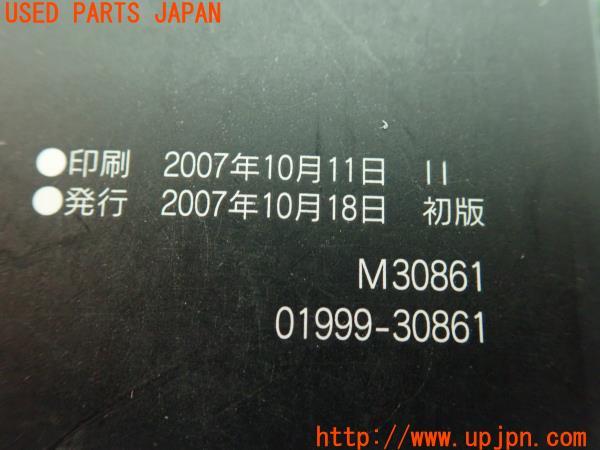 USED PARTS JAPAN
●印刷 2007年10月11日 II
●発行 2007年10月18日 初版
M30861
01999-30861
http://www.upjpn.com/